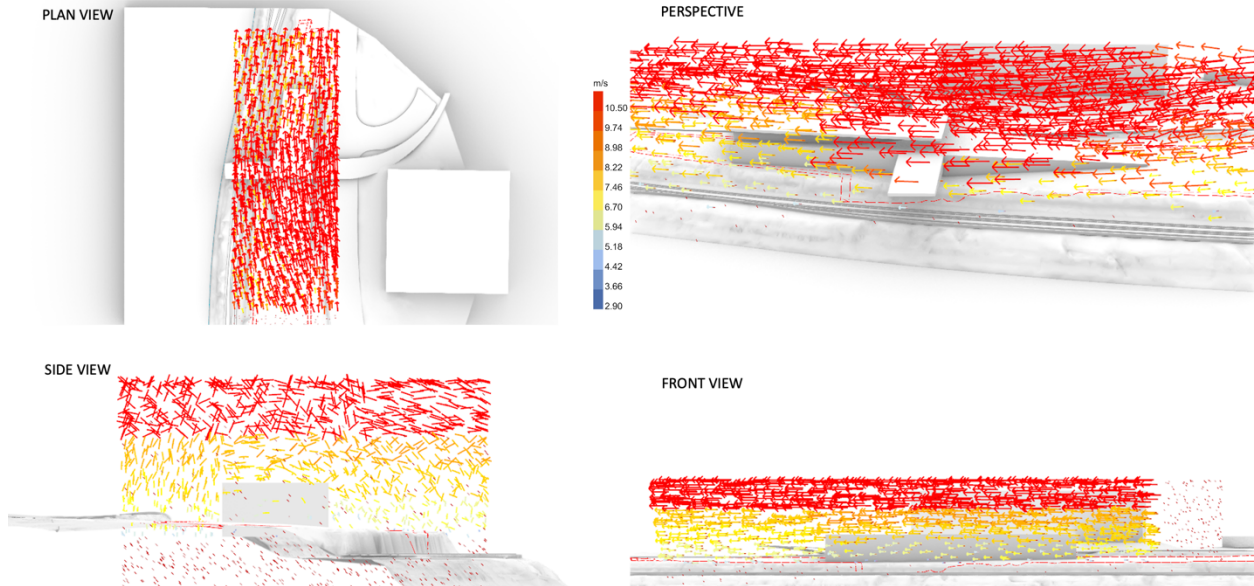 PLAN VIEW
PERSPECTIVE
m/s
10.50
9.74
8.98
8.22
7.46
6.70
5.94
5.18
4.42
3.66
2.90
SIDE VIEW
FRONT VIEW